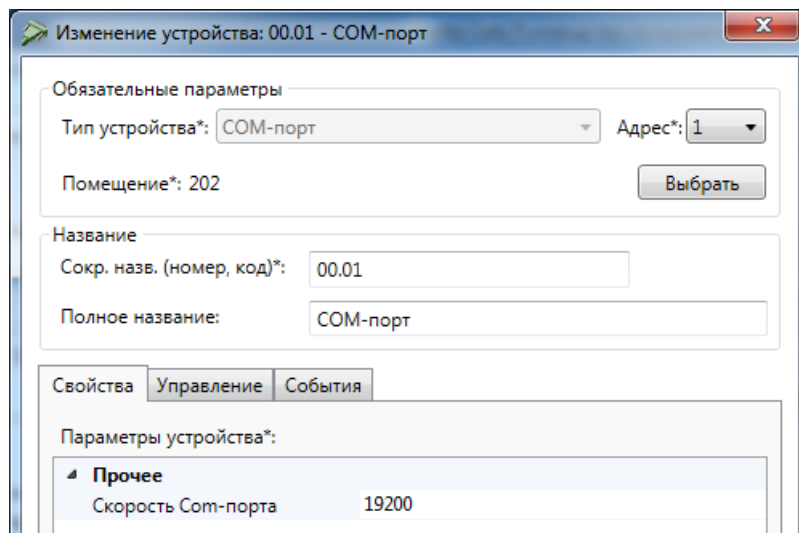 Изменение устройства: 00.01 - COM-порт
Обязательные параметры
Тип устройства*: COM-порт Адрес*: 1
Помещение*: 202 Выбрать
Название
Сокр. назв. (номер, код)*: 00.01
Полное название: COM-порт
Свойства Управление События
Параметры устройства*:
Прочее
Скорость Com-порта 19200